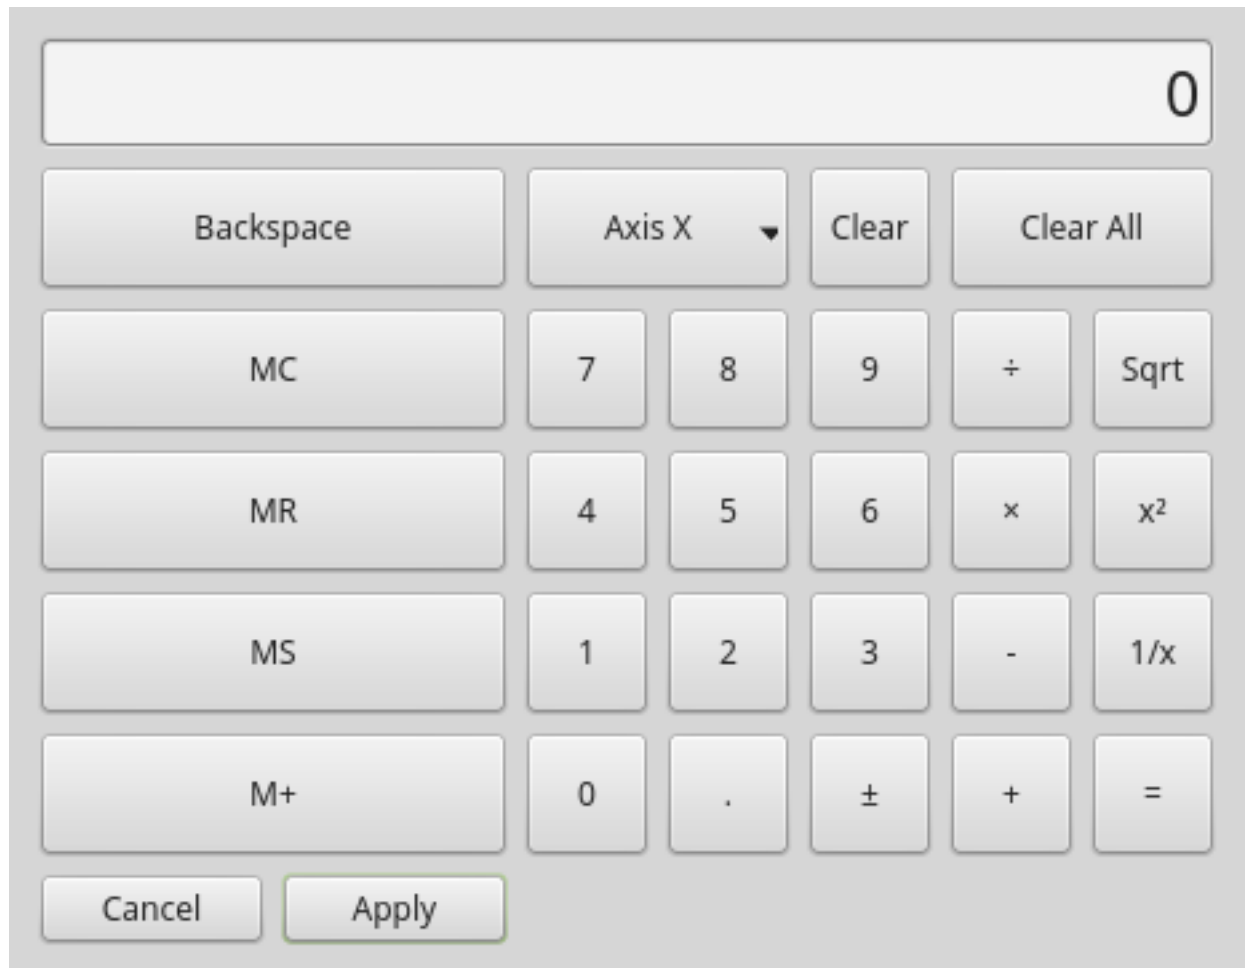 0
Backspace Axis X Clear Clear All
MC 7 8 9 ÷ Sqrt
MR 4 5 6 × x²
MS 1 2 3 - 1/x
M+ 0 . ± + =
Cancel Apply